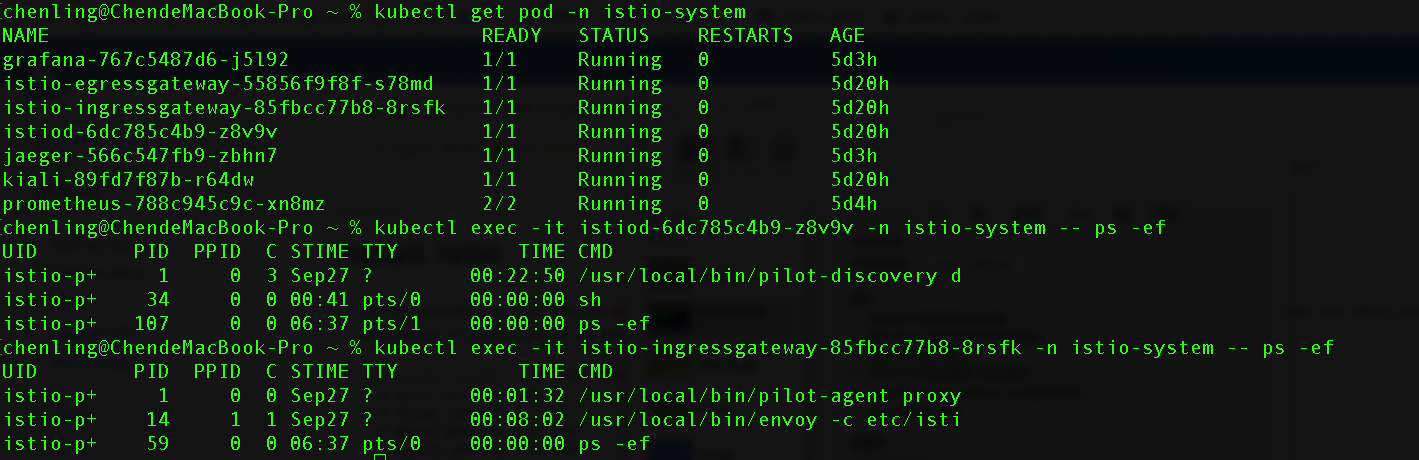 [chenling@ChendeMacBook-Pro ~ % kubectl get pod -n istio-system
NAME                                    READY   STATUS    RESTARTS   AGE
grafana-767c5487d6-j5l92                1/1     Running   0          5d3h
istio-egressgateway-55856f9f8f-s78md    1/1     Running   0          5d20h
istio-ingressgateway-85fbcc77b8-8rsfk   1/1     Running   0          5d20h
istiod-6dc785c4b9-z8v9v                 1/1     Running   0          5d20h
jaeger-566c547fb9-zbhn7                 1/1     Running   0          5d3h
kiali-89fd7f87b-r64dw                   1/1     Running   0          5d20h
prometheus-788c945c9c-xn8mz             2/2     Running   0          5d4h
[chenling@ChendeMacBook-Pro ~ % kubectl exec -it istiod-6dc785c4b9-z8v9v -n istio-system -- ps -ef
UID        PID  PPID  C STIME TTY          TIME CMD
istio-p+     1     0  3 Sep27 ?        00:22:50 /usr/local/bin/pilot-discovery d
istio-p+    34     0  0 00:41 pts/0    00:00:00 sh
istio-p+   107     0  0 06:37 pts/1    00:00:00 ps -ef
[chenling@ChendeMacBook-Pro ~ % kubectl exec -it istio-ingressgateway-85fbcc77b8-8rsfk -n istio-system -- ps -ef
UID        PID  PPID  C STIME TTY          TIME CMD
istio-p+     1     0  0 Sep27 ?        00:01:32 /usr/local/bin/pilot-agent proxy
istio-p+    14     1  1 Sep27 ?        00:08:02 /usr/local/bin/envoy -c etc/isti
istio-p+    59     0  0 06:37 pts/0    00:00:00 ps -ef